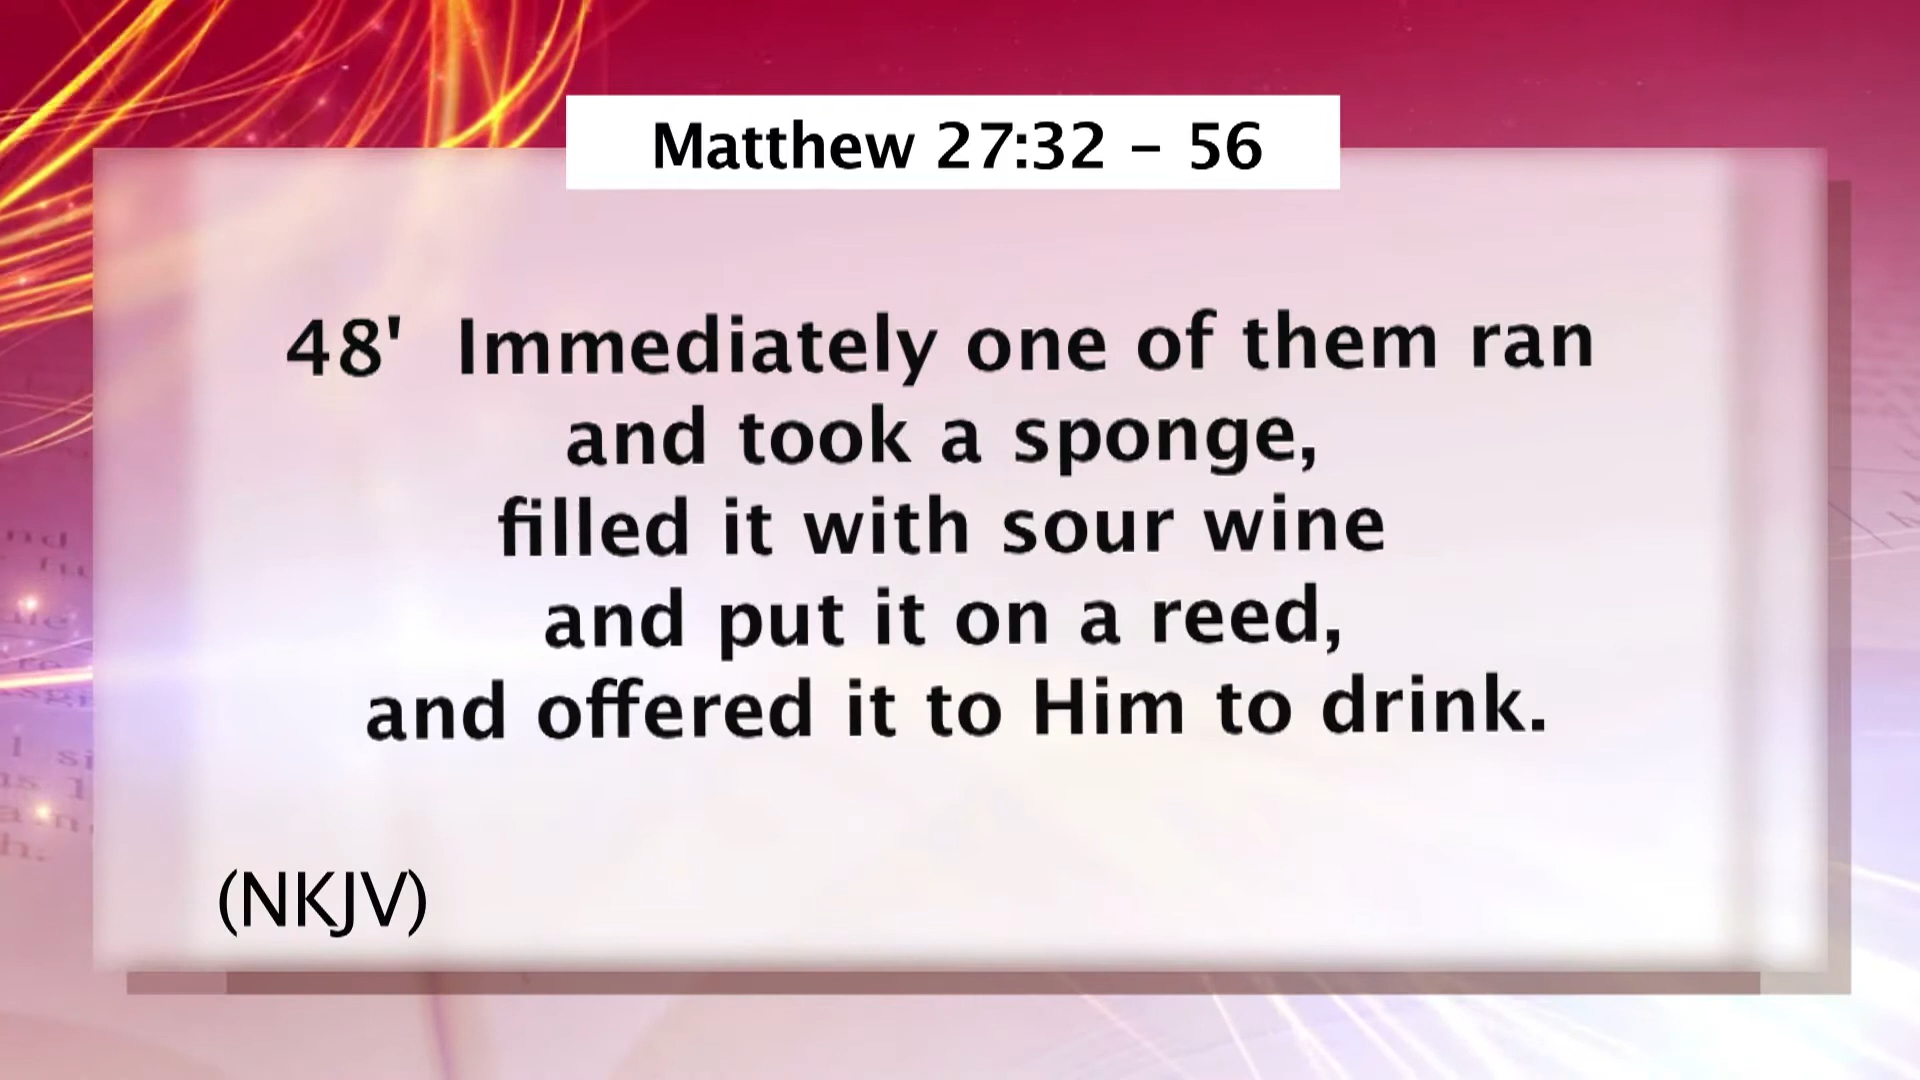 Matthew 27:32 – 56
48' Immediately one of them ran
and took a sponge,
filled it with sour wine
and put it on a reed,
and offered it to Him to drink.
(NKJV)